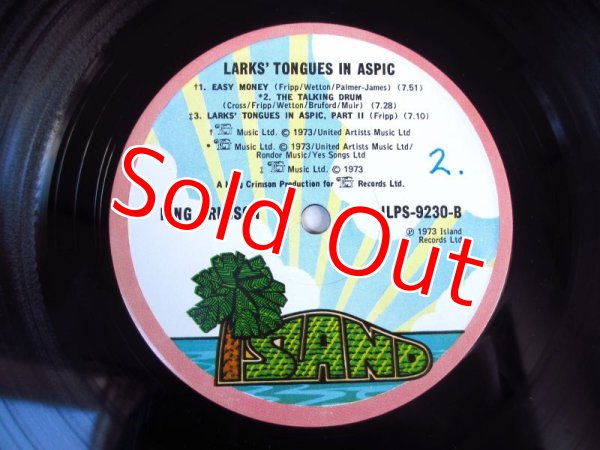 LARKS' TONGUES IN ASPIC
†1. EASY MONEY (Fripp/Wetton/Palmer-James) (7.51)
*2. THE TALKING DRUM
(Cross/Fripp/Wetton/Bruford/Muir) (7.28)
‡3. LARKS' TONGUES IN ASPIC, PART II (Fripp) (7.10)
† Music Ltd. © 1973/United Artists Music Ltd
* Music Ltd. © 1973/United Artists Music Ltd/
Rondor Music/Yes Songs Ltd
‡ Music Ltd. © 1973
2.
A Crimson Production for Records Ltd.
ILPS-9230-B
℗ 1973 Island
Records Ltd
Sold Out
ISLAND